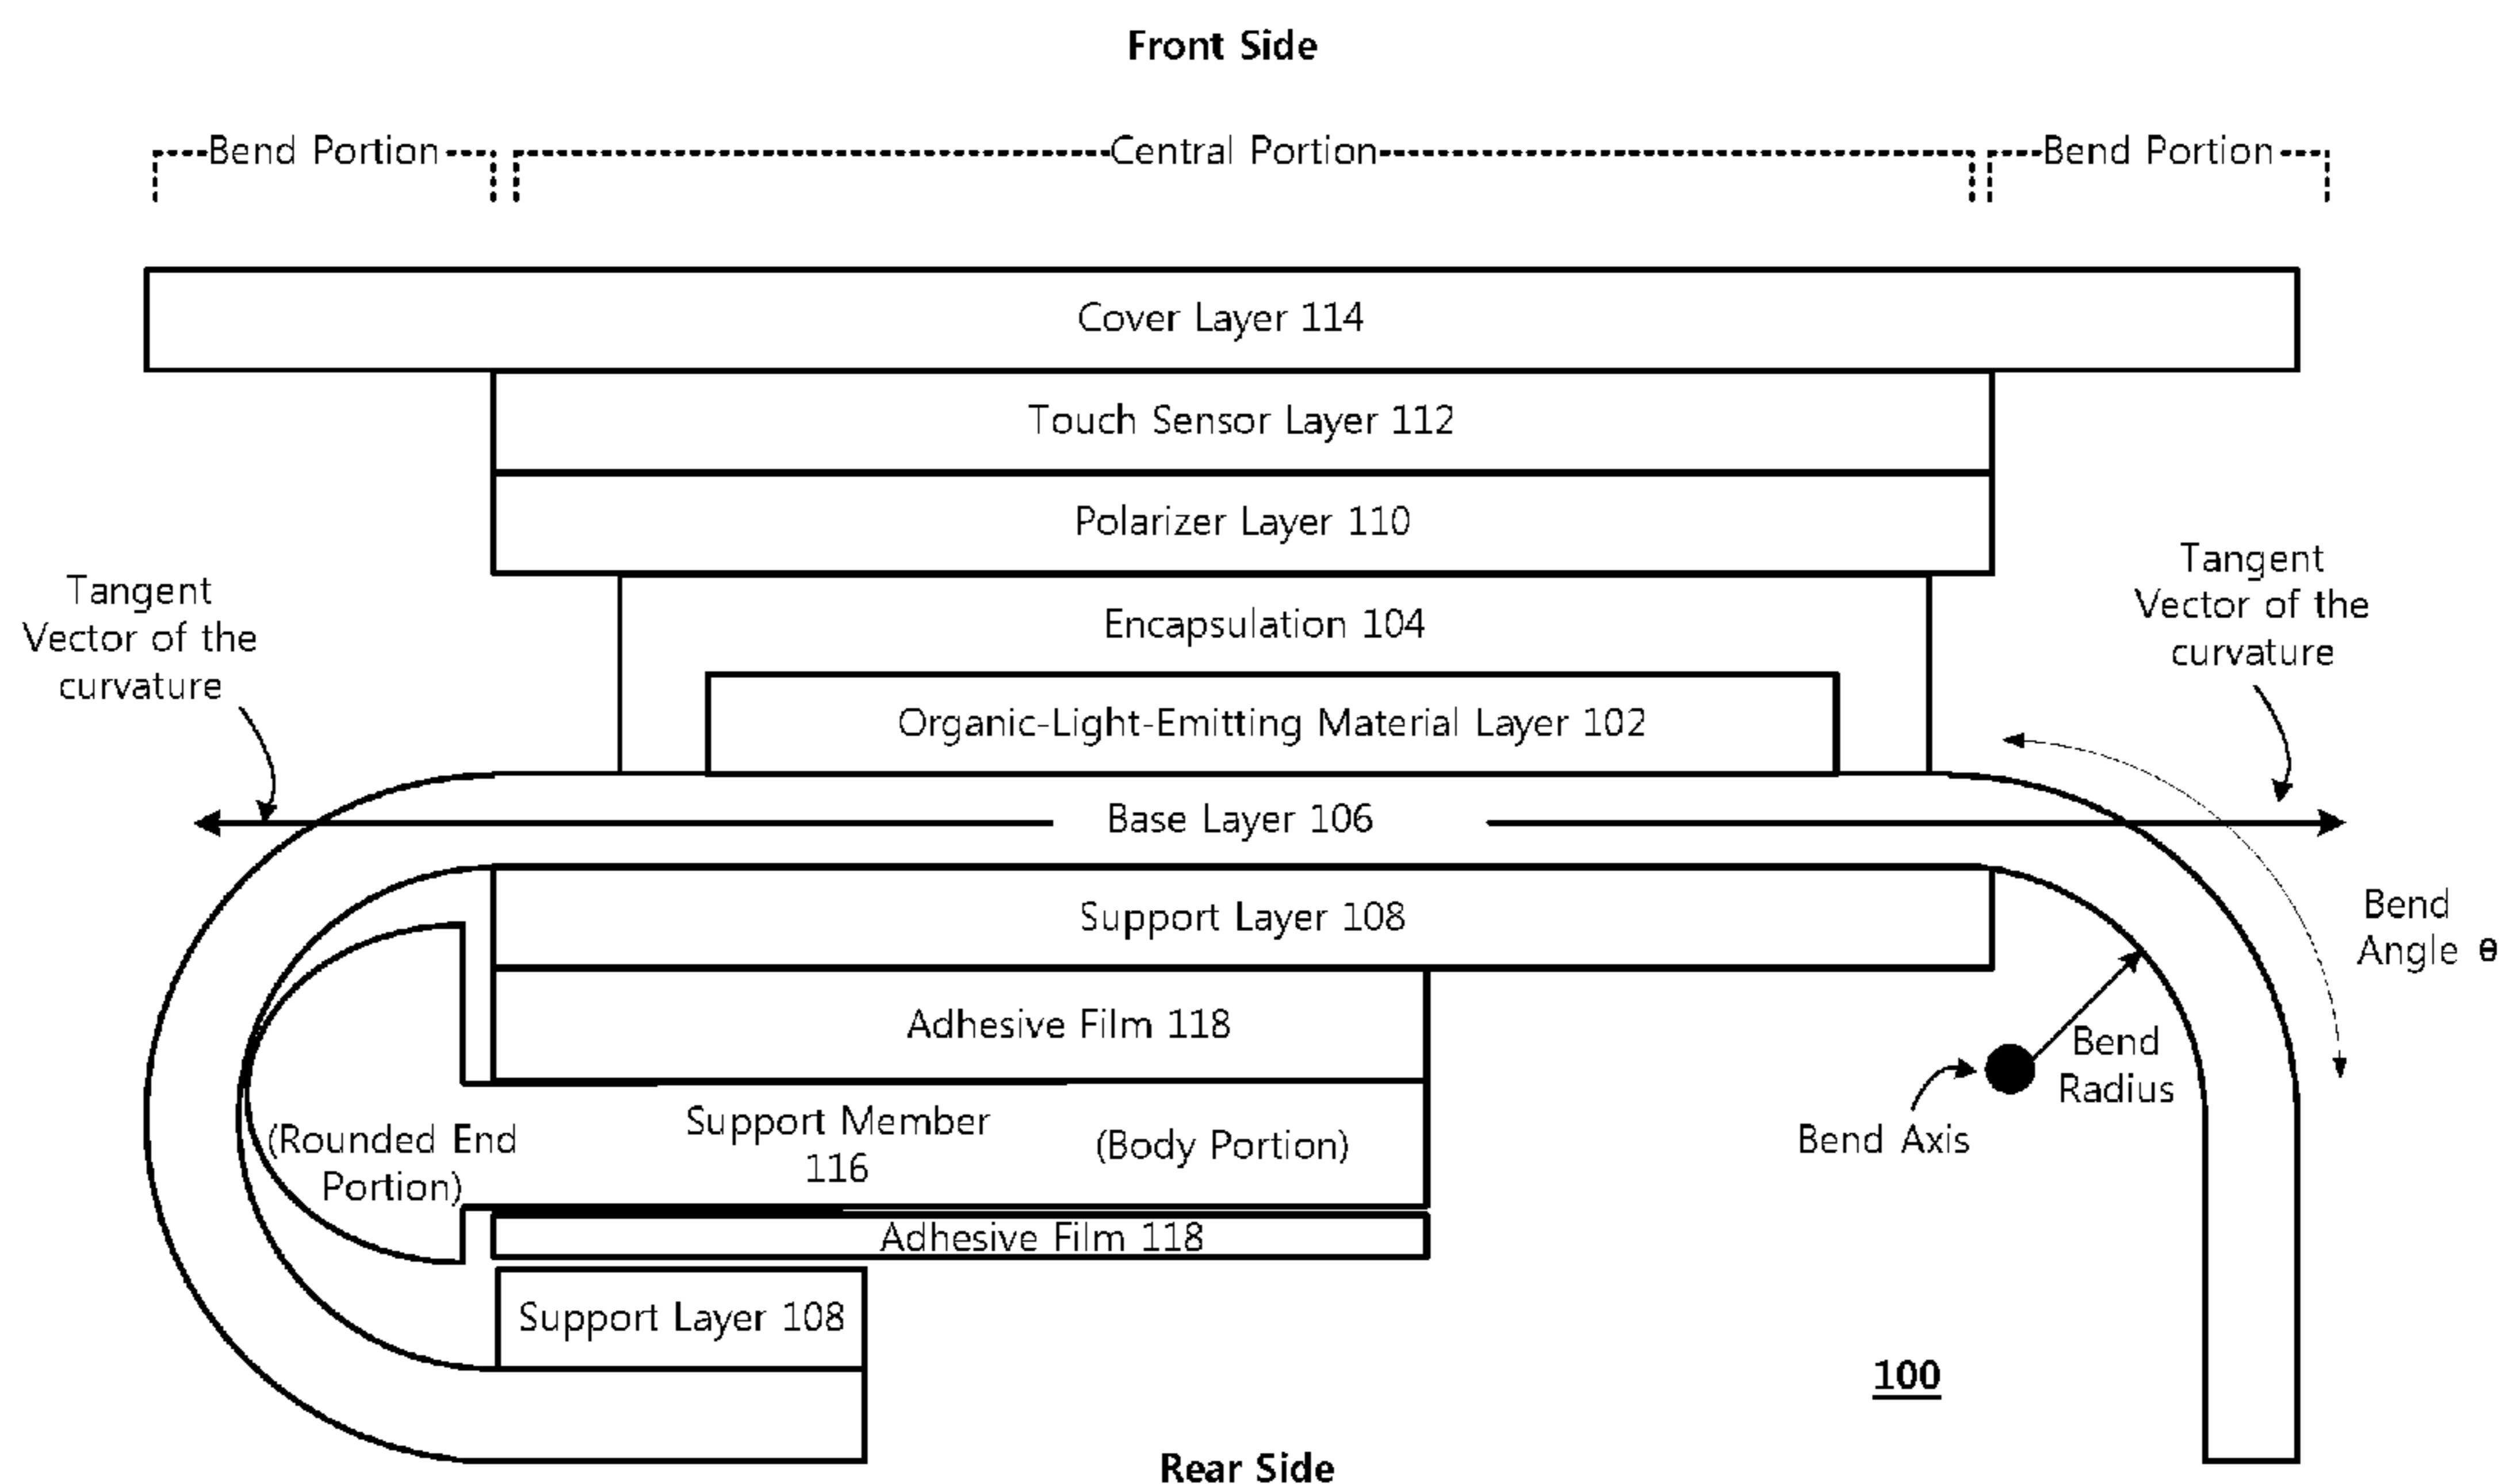 Front Side
Bend Portion
Central Portion
Bend Portion
Cover Layer 114
Touch Sensor Layer 112
Polarizer Layer 110
Tangent
Vector of the
curvature
Encapsulation 104
Tangent
Vector of the
curvature
Organic-Light-Emitting Material Layer 102
Base Layer 106
Support Layer 108
Bend
Angle θ
Adhesive Film 118
Bend
Radius
Bend Axis
Support Member
116
(Body Portion)
(Rounded End
Portion)
Adhesive Film 118
Support Layer 108
100
Rear Side